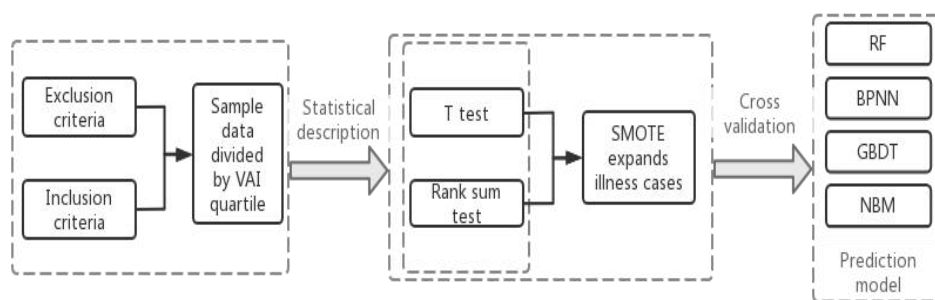 Exclusion
criteria
Inclusion
criteria
Sample
data
divided
by VAI
quartile
Statistical
description
T test
Rank sum
test
SMOTE
expands
illness cases
Cross
validation
RF
BPNN
GBDT
NBM
Prediction
model